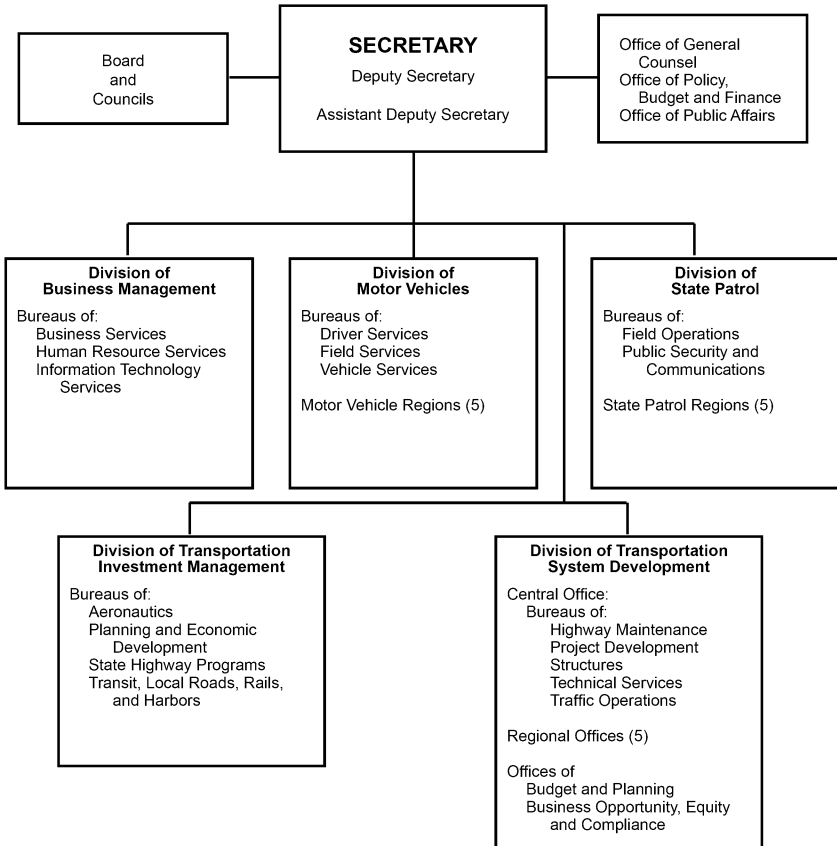 Board
and
Councils
SECRETARY
Deputy Secretary
Assistant Deputy Secretary
Office of General
Counsel
Office of Policy,
Budget and Finance
Office of Public Affairs
Division of
Business Management
Bureaus of:
Business Services
Human Resource Services
Information Technology
Services
Division of
Motor Vehicles
Bureaus of:
Driver Services
Field Services
Vehicle Services
Motor Vehicle Regions (5)
Division of
State Patrol
Bureaus of:
Field Operations
Public Security and
Communications
State Patrol Regions (5)
Division of Transportation
Investment Management
Bureaus of:
Aeronautics
Planning and Economic
Development
State Highway Programs
Transit, Local Roads, Rails,
and Harbors
Division of Transportation
System Development
Central Office:
Bureaus of:
Highway Maintenance
Project Development
Structures
Technical Services
Traffic Operations
Regional Offices (5)
Offices of
Budget and Planning
Business Opportunity, Equity
and Compliance